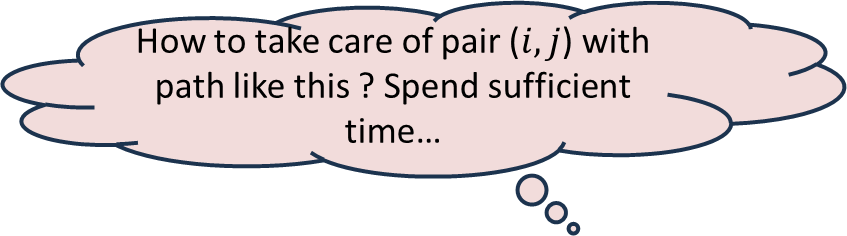 How to take care of pair (𝑖, 𝑗) with
path like this ? Spend sufficient
time...